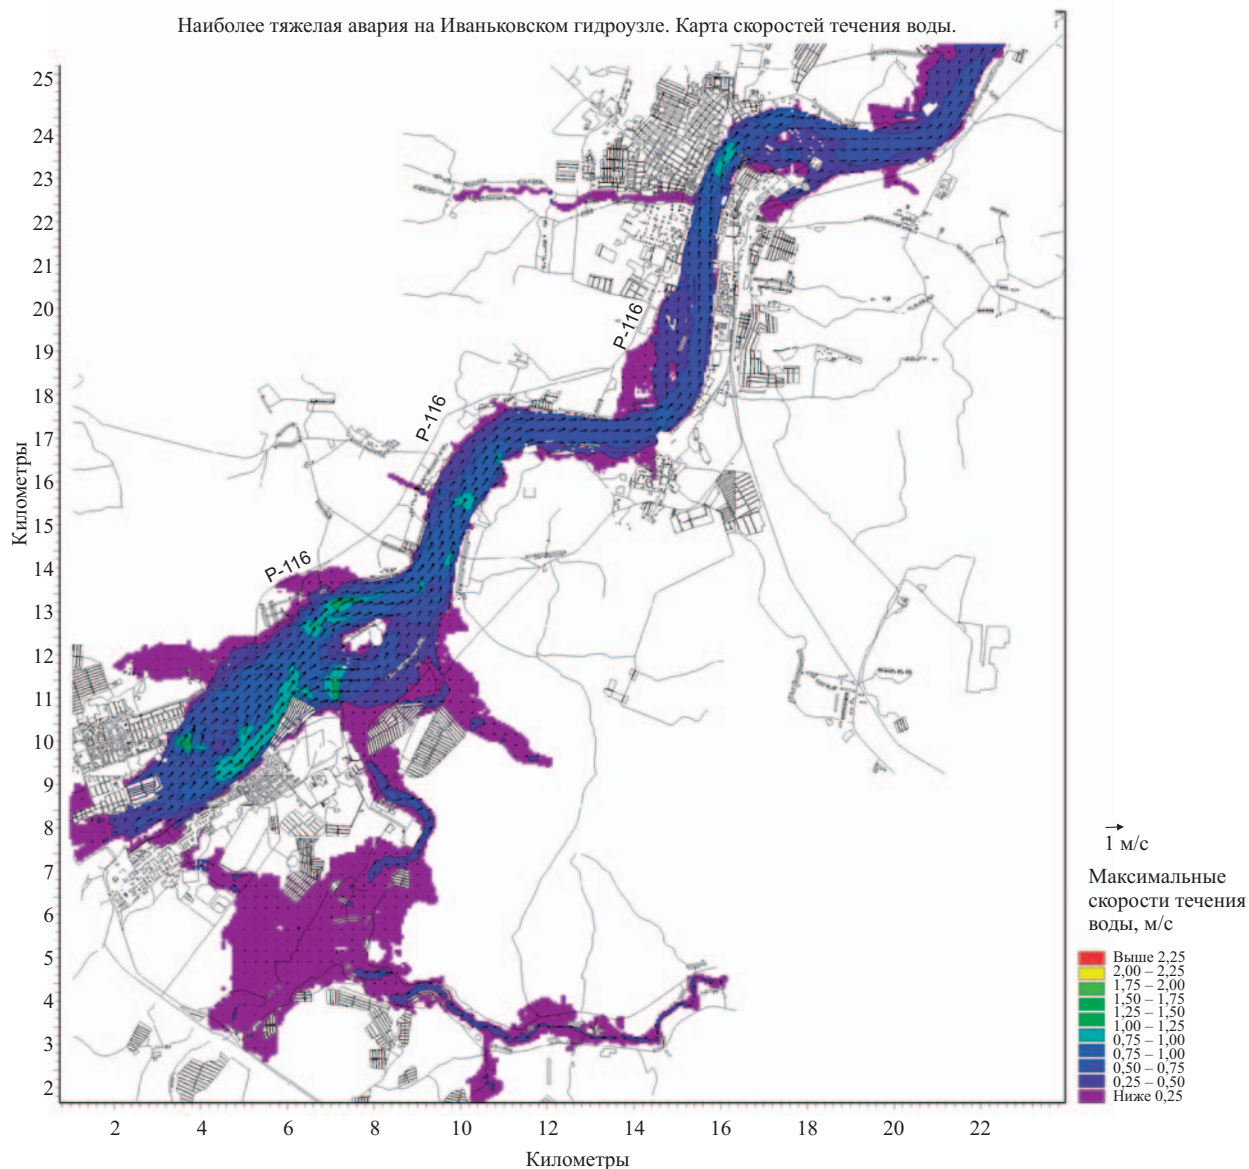 Наиболее тяжелая авария на Иваньковском гидроузле. Карта скоростей течения воды.
25
24
23
22
21
20
19
18
17
16
15
14
13
12
11
10
9
8
7
6
5
4
3
2
Километры
Р-116
Р-116
Р-116
1 м/с
Максимальные
скорости течения
воды, м/с
Выше 2,25
2,00 – 2,25
1,75 – 2,00
1,50 – 1,75
1,25 – 1,50
1,00 – 1,25
0,75 – 1,00
0,75 – 1,00
0,50 – 0,75
0,25 – 0,50
Ниже 0,25
2 4 6 8 10 12 14 16 18 20 22
Километры